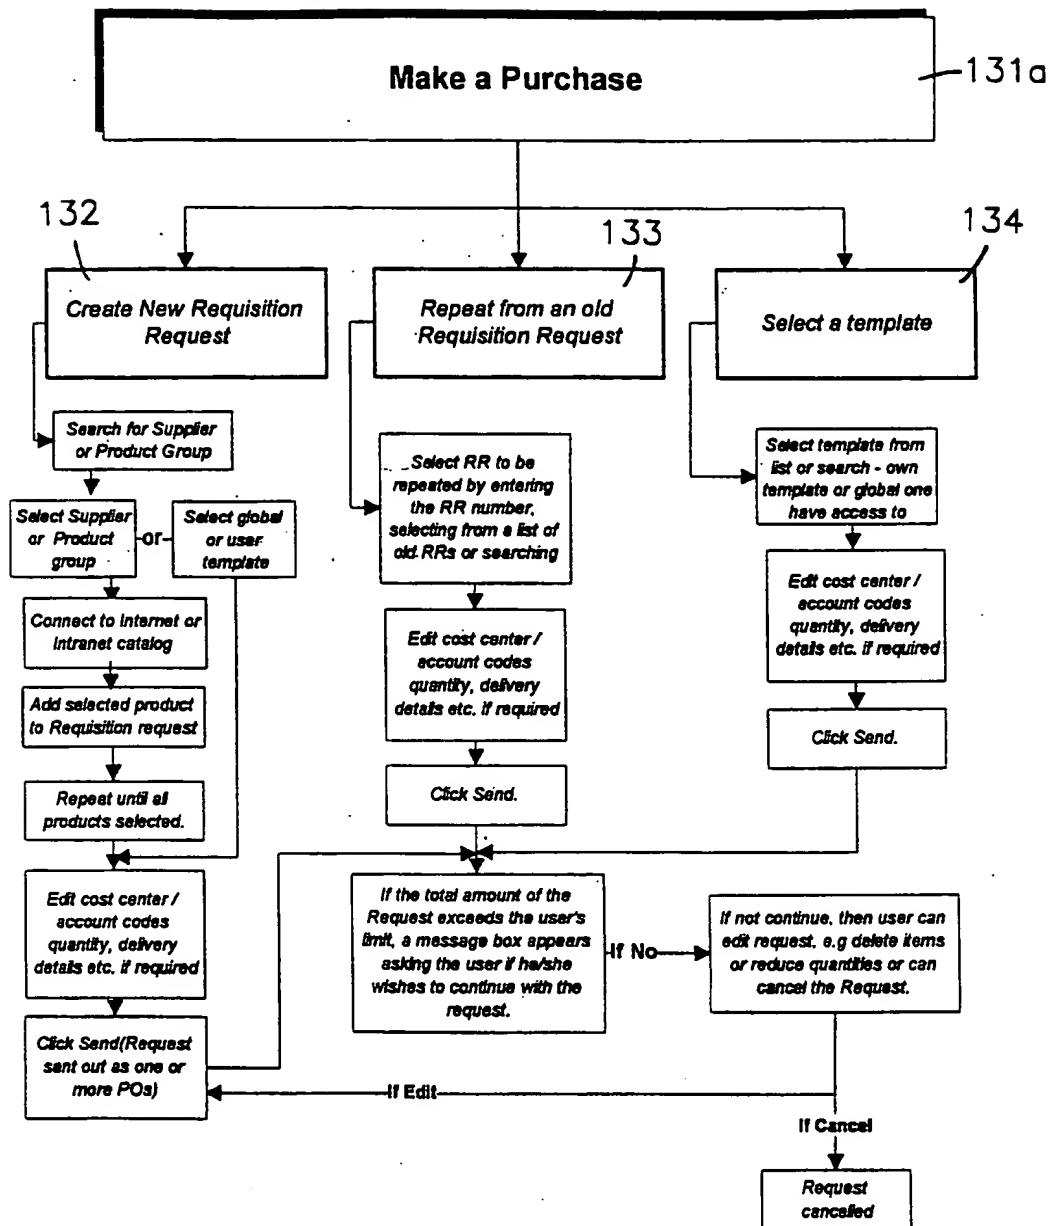 Make a Purchase
131a
132
133
134
Create New Requisition
Request
Repeat from an old
Requisition Request
Select a template
Search for Supplier
or Product Group
Select Supplier
or Product
group
-or-
Select global
or user
template
Connect to Internet or
Intranet catalog
Add selected product
to Requisition request
Repeat until all
products selected.
Edit cost center /
account codes
quantity, delivery
details etc. if required
Click Send(Request
sent out as one or
more POs)
Select RR to be
repeated by entering
the RR number,
selecting from a list of
old RRs or searching
Edit cost center /
account codes
quantity, delivery
details etc. if required
Click Send.
Select template from
list or search - own
template or global one
have access to
Edit cost center /
account codes
quantity, delivery
details etc. if required
Click Send.
If the total amount of the
Request exceeds the user's
limit, a message box appears
asking the user if he/she
wishes to continue with the
request.
If No
If not continue, then user can
edit request, e.g delete items
or reduce quantities or can
cancel the Request.
If Edit
If Cancel
Request
cancelled